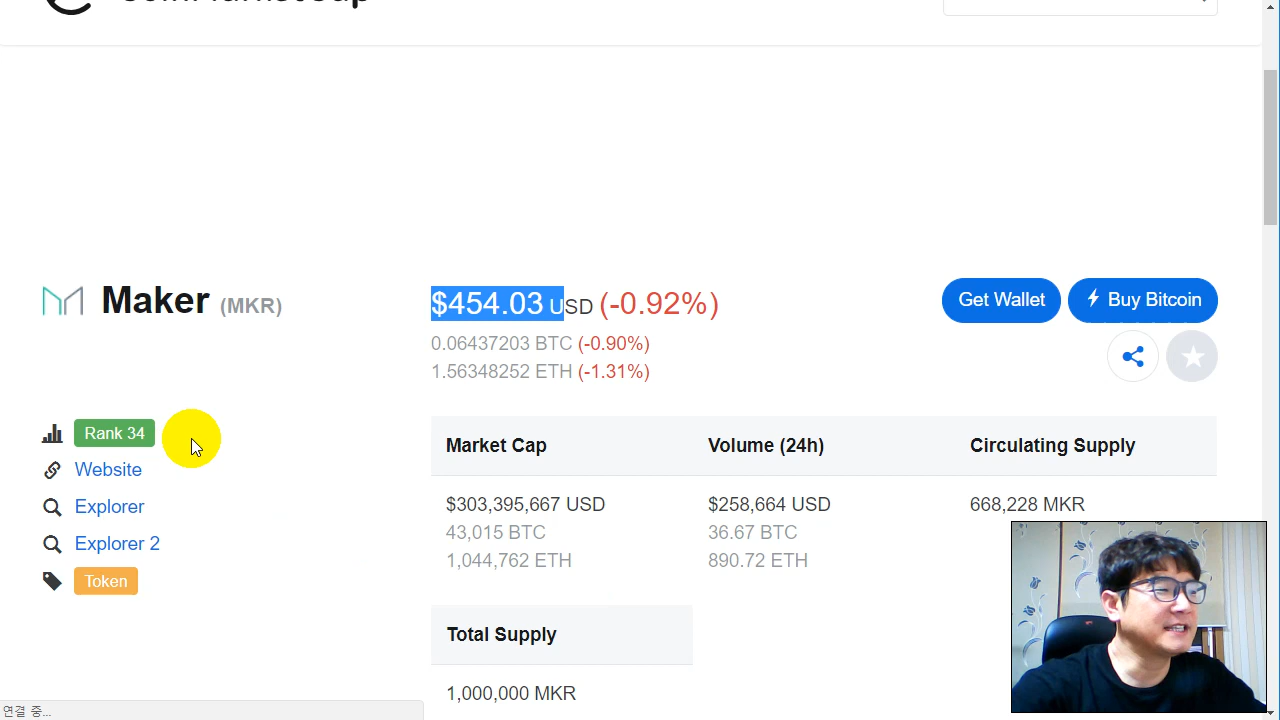 Maker (MKR)
$454.03 USD (-0.92%)
0.06437203 BTC (-0.90%)
1.56348252 ETH (-1.31%)
Get Wallet
Buy Bitcoin
Rank 34
Website
Explorer
Explorer 2
Token
Market Cap
$303,395,667 USD
43,015 BTC
1,044,762 ETH
Volume (24h)
$258,664 USD
36.67 BTC
890.72 ETH
Circulating Supply
668,228 MKR
Total Supply
1,000,000 MKR
연결 중...